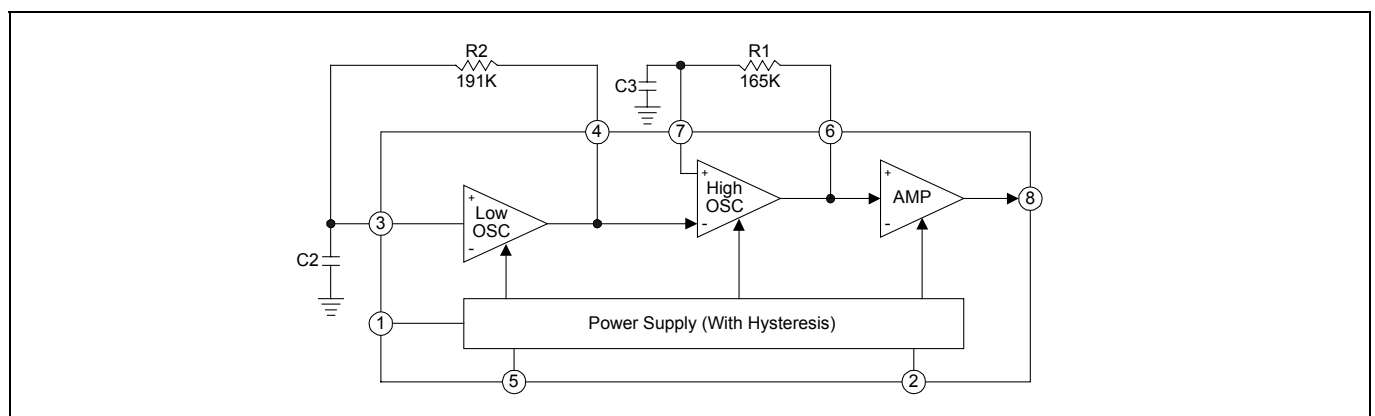 R2
191K
R1
165K
C3
4
7
6
+
High
OSC
-
+
AMP
-
8
3
+
Low
OSC
-
C2
1
Power Supply (With Hysteresis)
5
2